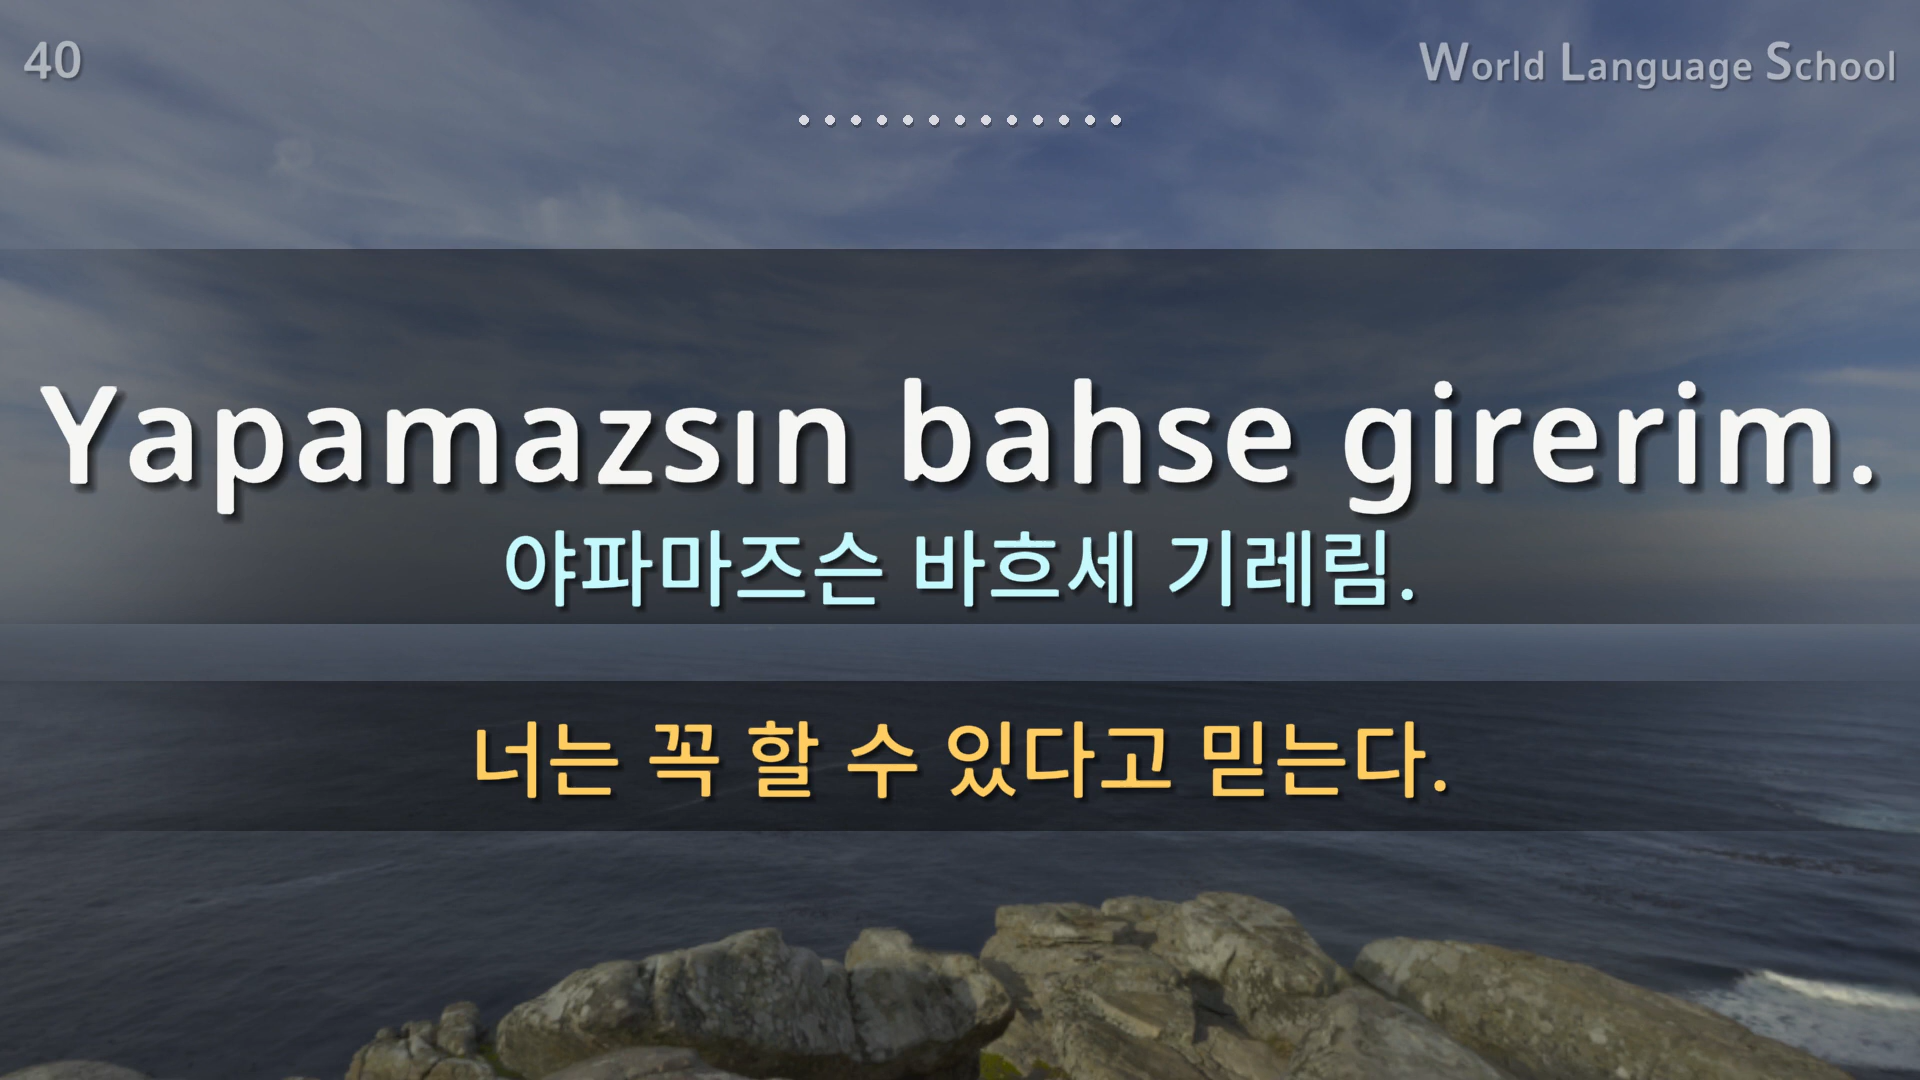 40
World Language School
Yapamazsın bahse girerim.
야파마즈슨 바흐세 기레림.
너는 꼭 할 수 있다고 믿는다.